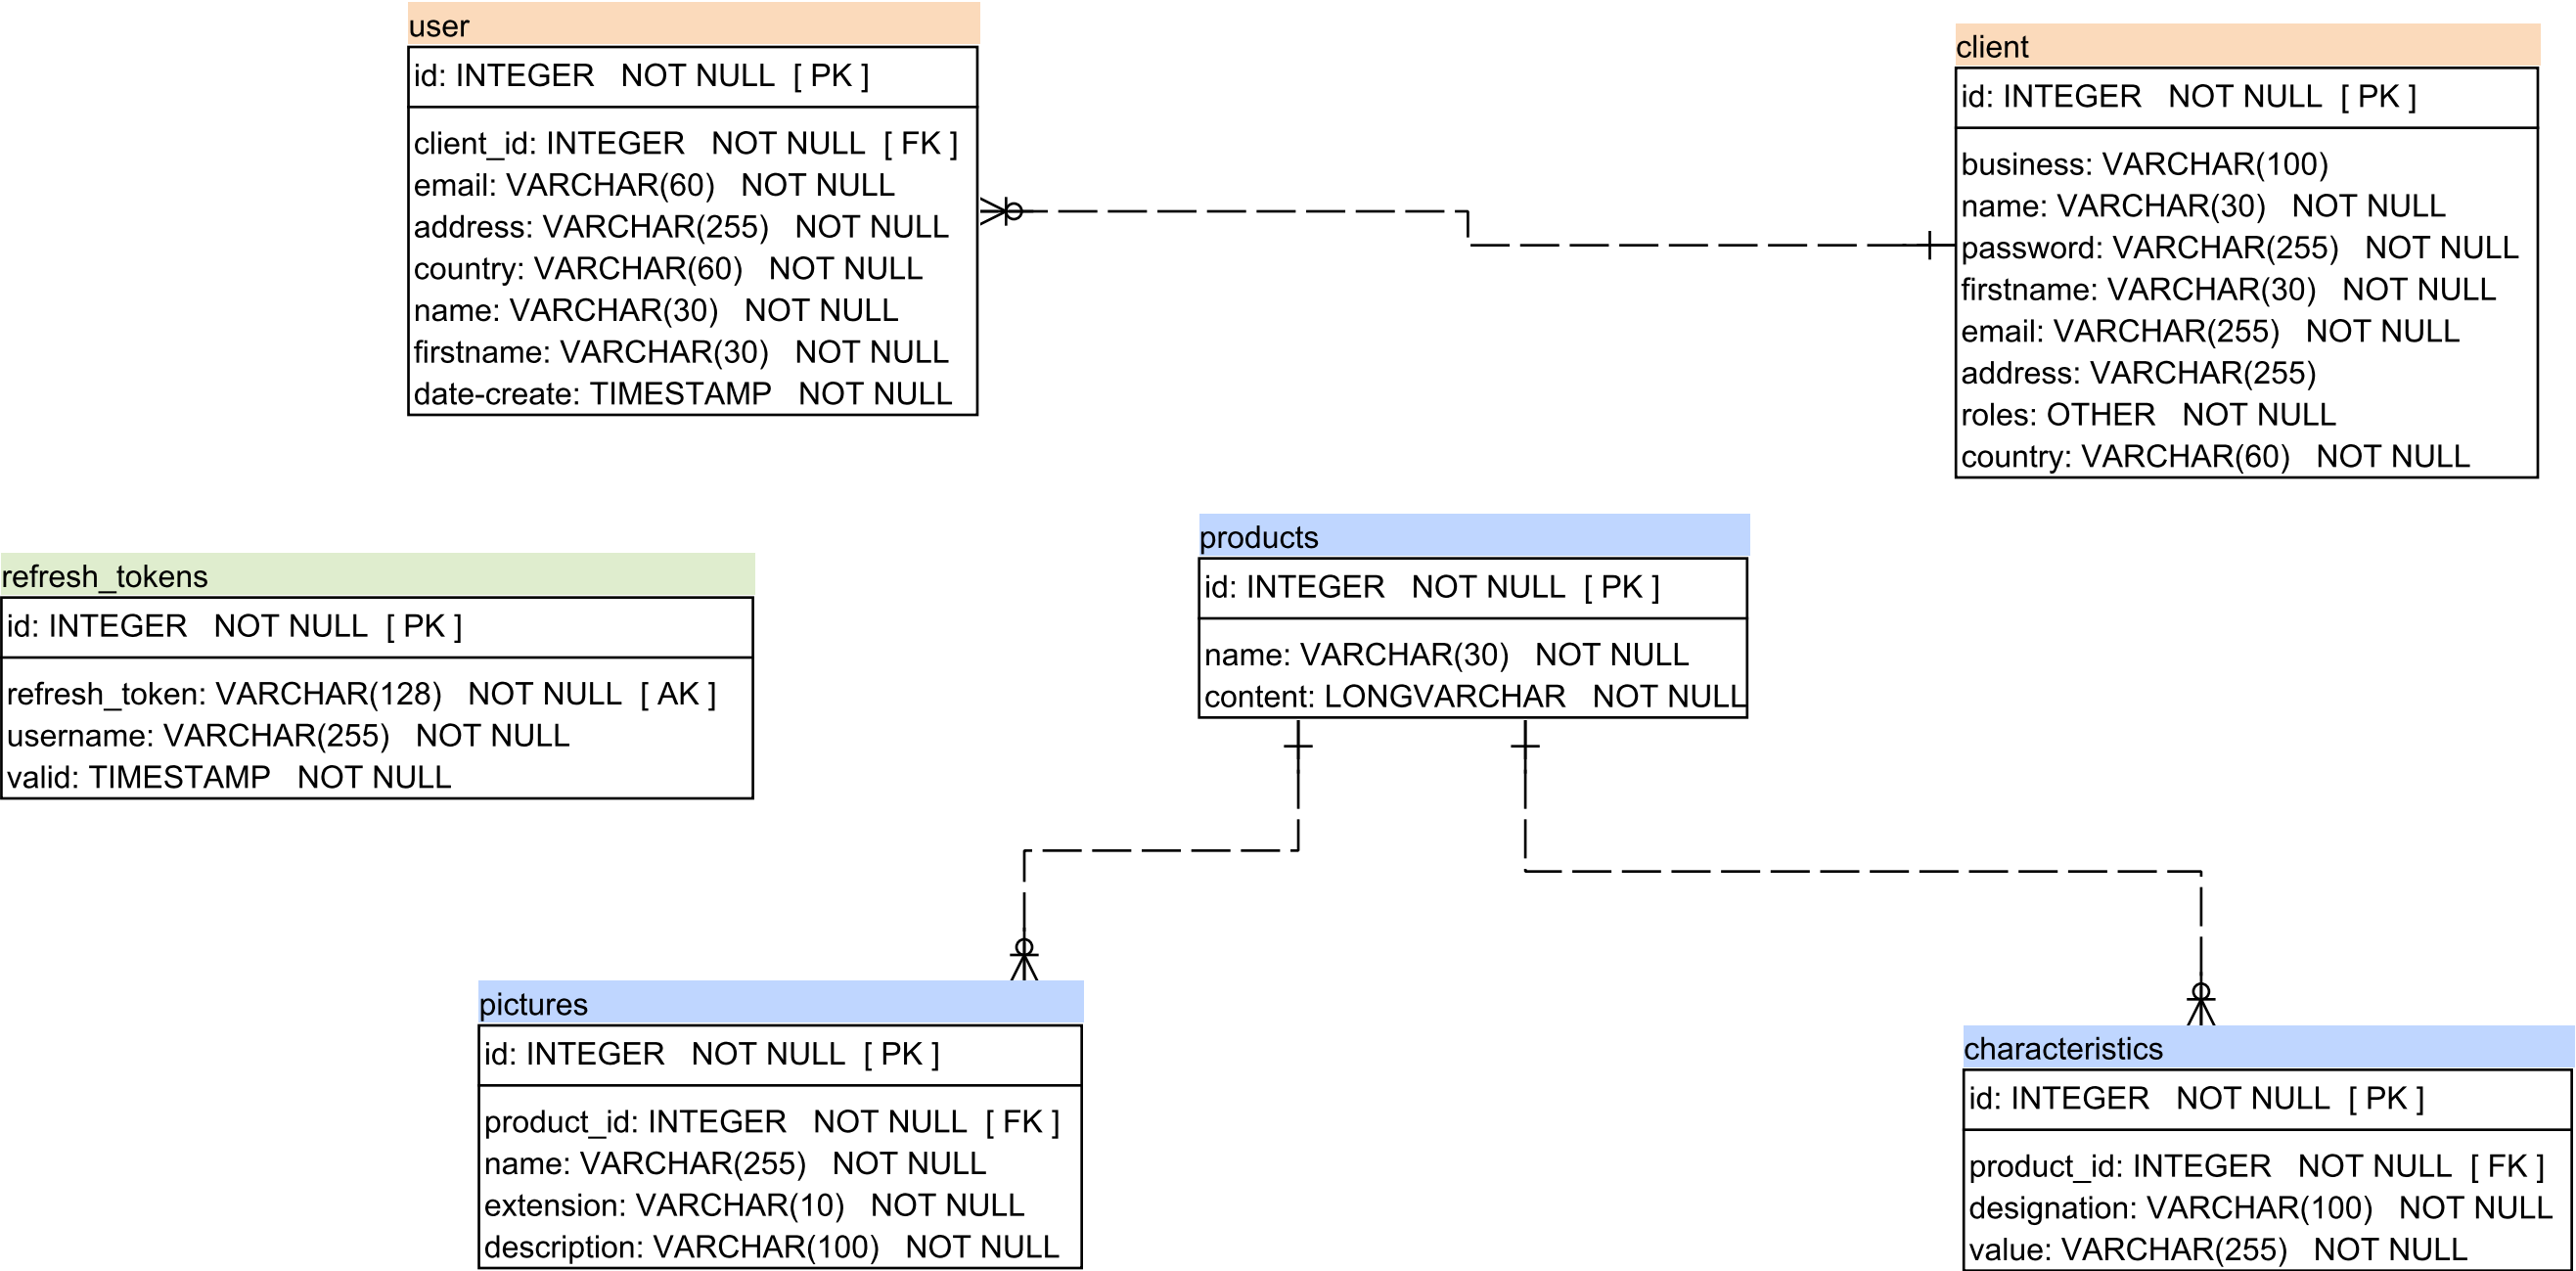 user
id: INTEGER NOT NULL [ PK ]
client_id: INTEGER NOT NULL [ FK ]
email: VARCHAR(60) NOT NULL
address: VARCHAR(255) NOT NULL
country: VARCHAR(60) NOT NULL
name: VARCHAR(30) NOT NULL
firstname: VARCHAR(30) NOT NULL
date-create: TIMESTAMP NOT NULL
client
id: INTEGER NOT NULL [ PK ]
business: VARCHAR(100)
name: VARCHAR(30) NOT NULL
password: VARCHAR(255) NOT NULL
firstname: VARCHAR(30) NOT NULL
email: VARCHAR(255) NOT NULL
address: VARCHAR(255)
roles: OTHER NOT NULL
country: VARCHAR(60) NOT NULL
refresh_tokens
id: INTEGER NOT NULL [ PK ]
refresh_token: VARCHAR(128) NOT NULL [ AK ]
username: VARCHAR(255) NOT NULL
valid: TIMESTAMP NOT NULL
products
id: INTEGER NOT NULL [ PK ]
name: VARCHAR(30) NOT NULL
content: LONGVARCHAR NOT NULL
pictures
id: INTEGER NOT NULL [ PK ]
product_id: INTEGER NOT NULL [ FK ]
name: VARCHAR(255) NOT NULL
extension: VARCHAR(10) NOT NULL
description: VARCHAR(100) NOT NULL
characteristics
id: INTEGER NOT NULL [ PK ]
product_id: INTEGER NOT NULL [ FK ]
designation: VARCHAR(100) NOT NULL
value: VARCHAR(255) NOT NULL